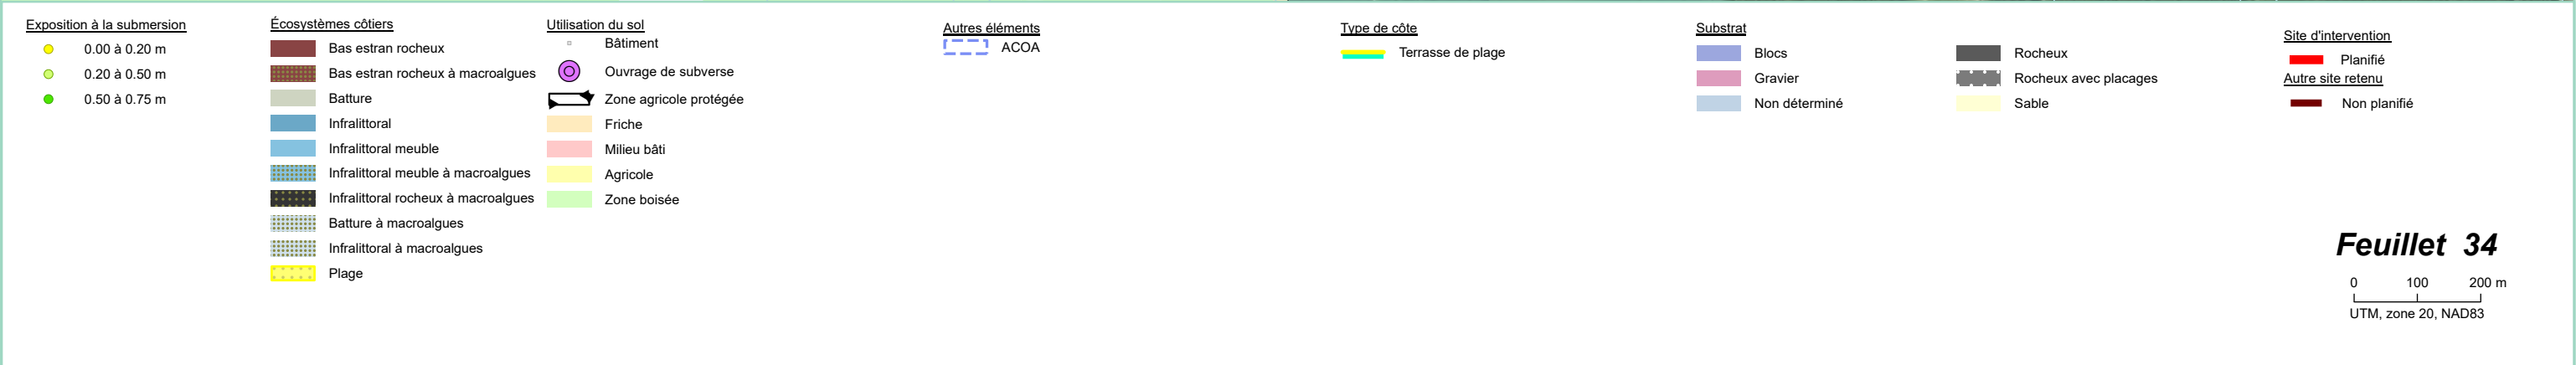 Exposition à la submersion
0.00 à 0.20 m
0.20 à 0.50 m
0.50 à 0.75 m
Écosystèmes côtiers
Bas estran rocheux
Bas estran rocheux à macroalgues
Batture
Infralittoral
Infralittoral meuble
Infralittoral meuble à macroalgues
Infralittoral rocheux à macroalgues
Batture à macroalgues
Infralittoral à macroalgues
Plage
Utilisation du sol
Bâtiment
Ouvrage de subverse
Zone agricole protégée
Friche
Milieu bâti
Agricole
Zone boisée
Autres éléments
ACOA
Type de côte
Terrasse de plage
Substrat
Blocs
Gravier
Non déterminé
Rocheux
Rocheux avec placages
Sable
Site d'intervention
Planifié
Autre site retenu
Non planifié
Feuillet 34
0 100 200 m
UTM, zone 20, NAD83